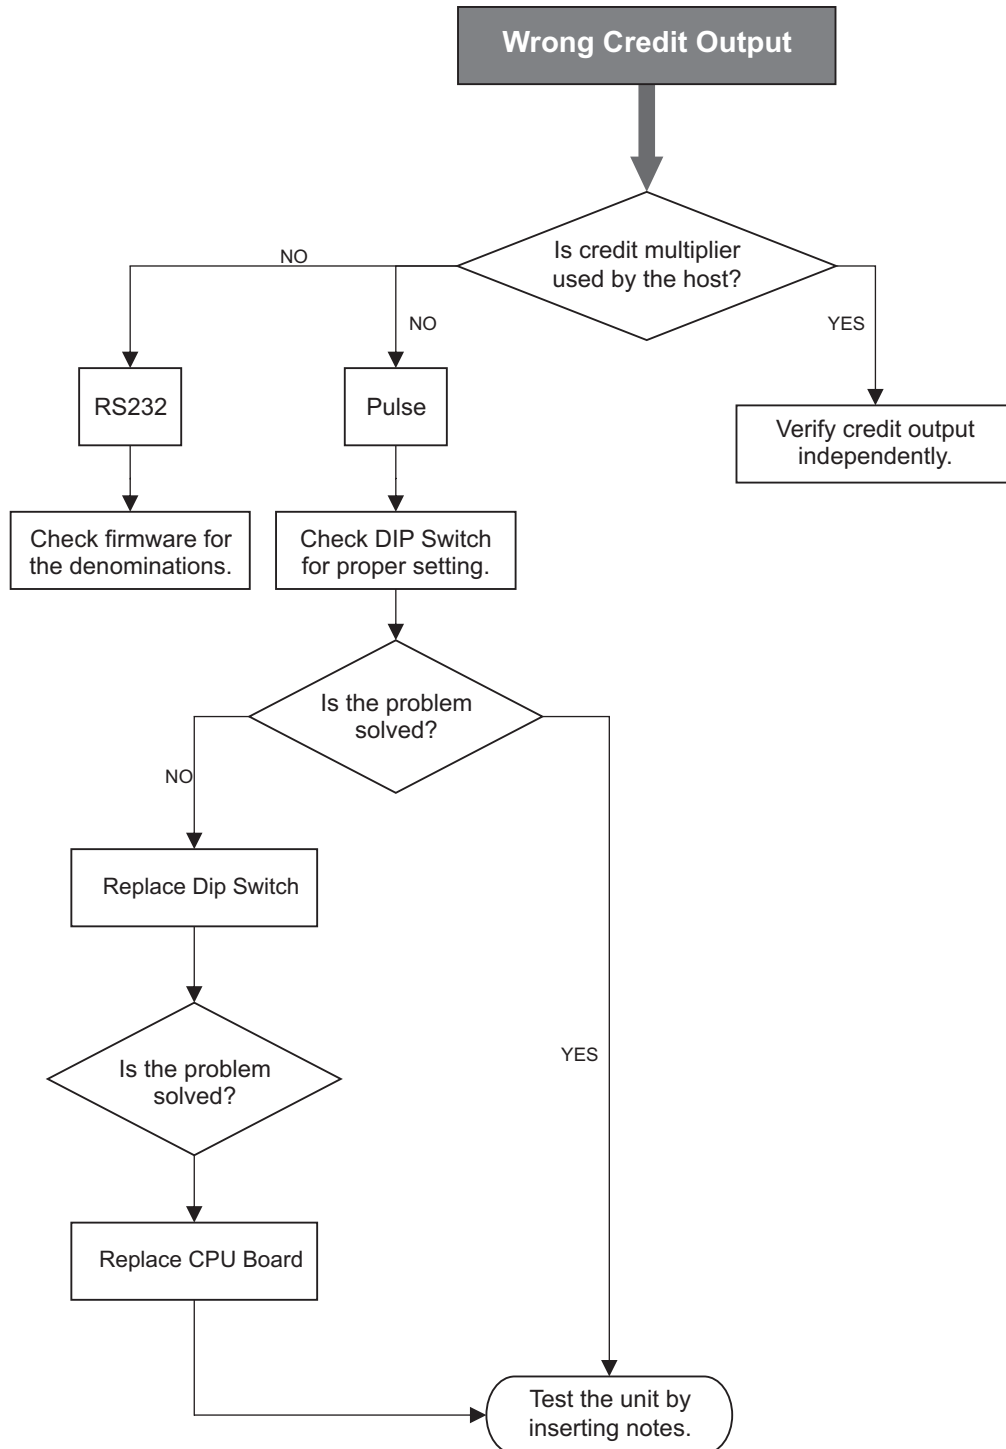 Wrong Credit Output
Is credit multiplier
used by the host?
NO
NO
YES
RS232
Pulse
Verify credit output
independently.
Check firmware for
the denominations.
Check DIP Switch
for proper setting.
Is the problem
solved?
NO
Replace Dip Switch
YES
Is the problem
solved?
Replace CPU Board
Test the unit by
inserting notes.